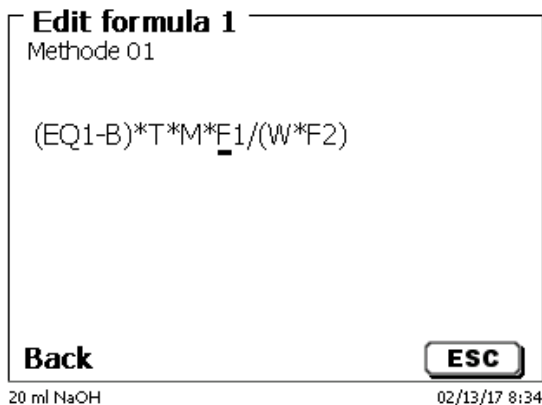 Edit formula 1
Methode 01
(EQ1-B)*T*M*F1/(W*F2)
Back
ESC
20 ml NaOH
02/13/17 8:34